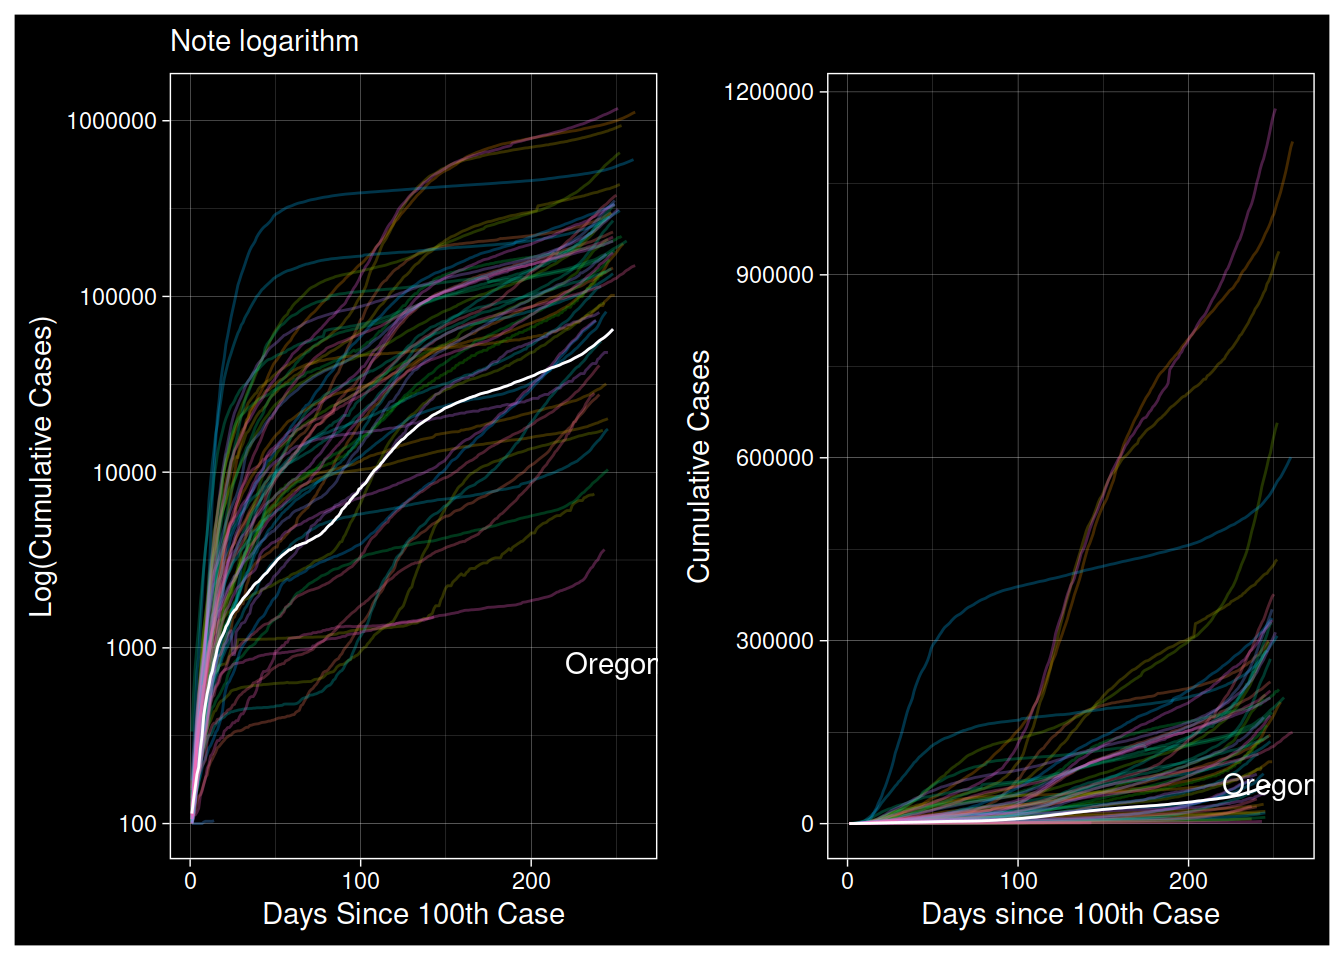 Note logarithm
Log(Cumulative Cases)
1000000
100000
10000
1000
100
0
100
200
Days Since 100th Case
Oregon
Cumulative Cases
1200000
900000
600000
300000
0
0
100
200
Days since 100th Case
Oregon